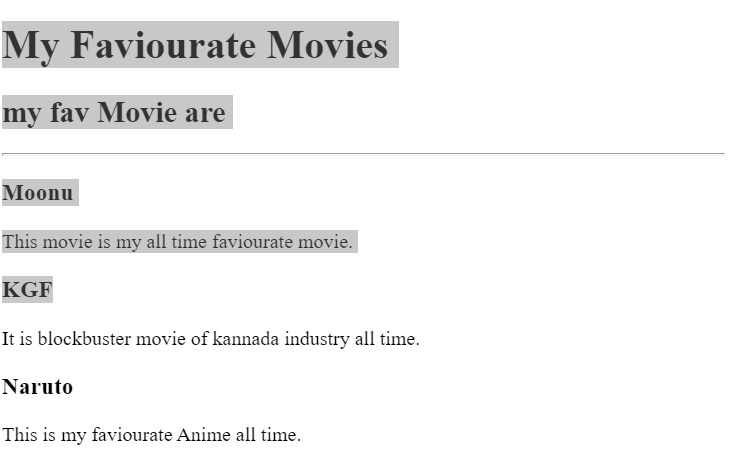 My Faviourate Movies
my fav Movie are
Moonu
This movie is my all time faviourate movie.
KGF
It is blockbuster movie of kannada industry all time.
Naruto
This is my faviourate Anime all time.